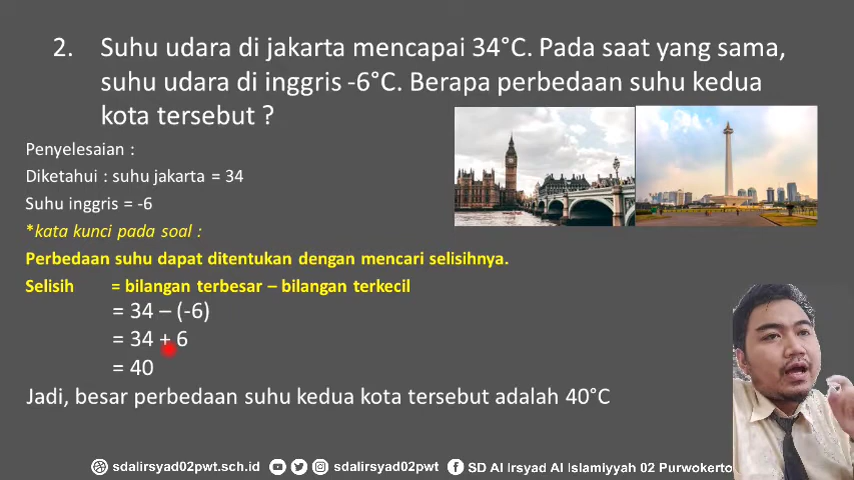 2. Suhu udara di jakarta mencapai 34°C. Pada saat yang sama,
suhu udara di inggris -6°C. Berapa perbedaan suhu kedua
kota tersebut ?
Penyelesaian :
Diketahui : suhu jakarta = 34
Suhu inggris = -6
*kata kunci pada soal :
Perbedaan suhu dapat ditentukan dengan mencari selisihnya.
Selisih = bilangan terbesar – bilangan terkecil
= 34 – (-6)
= 34 + 6
= 40
Jadi, besar perbedaan suhu kedua kota tersebut adalah 40°C
sdalirsyad02pwt.sch.id sdalirsyad02pwt SD Al Irsyad Al Islamiyyah 02 Purwokerto